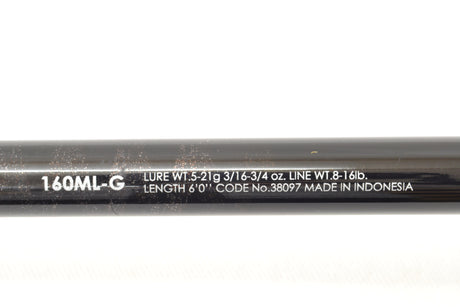 160ML-G
LURE WT.5-21g 3/16-3/4 oz. LINE WT.8-16lb.
LENGTH 6'0'' CODE No.38097 MADE IN INDONESIA